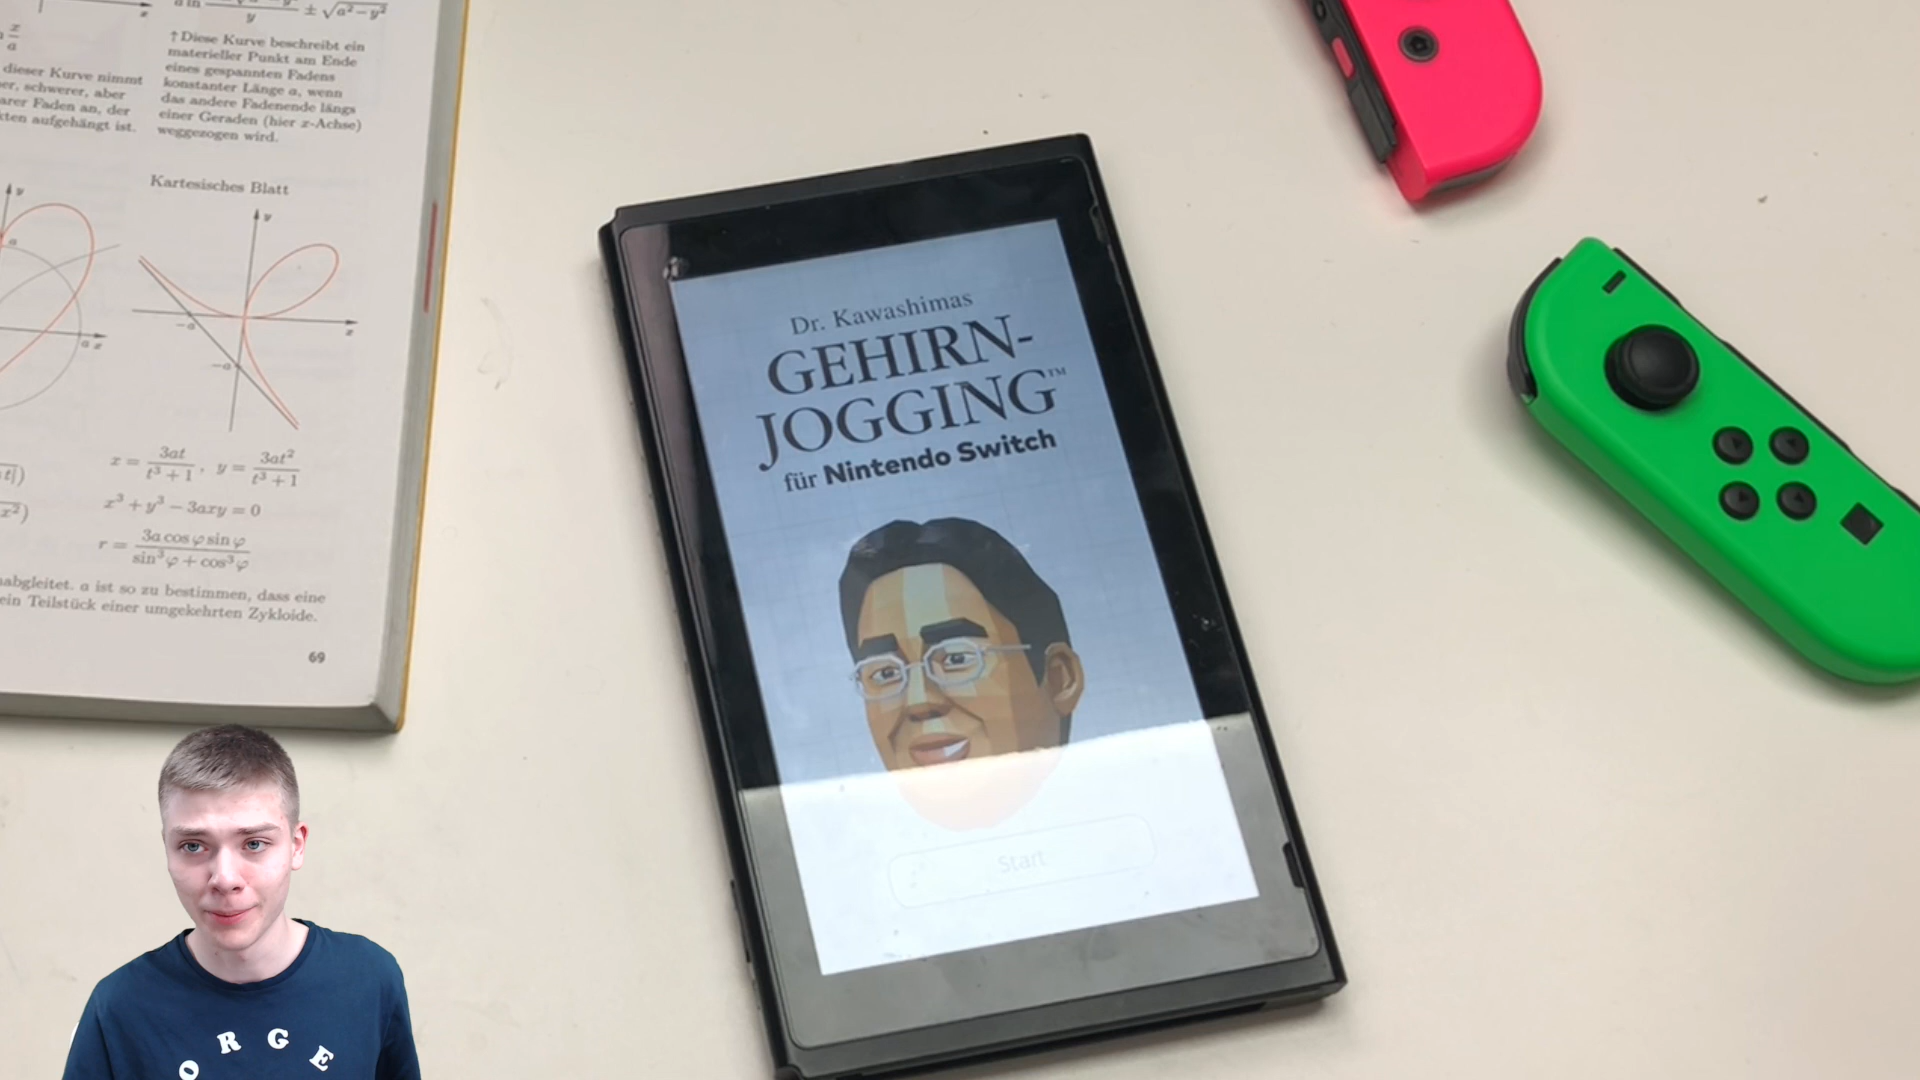 ↑ Diese Kurve beschreibt ein
materieller Punkt am Ende
eines gespannten Fadens
konstanter Länge a, wenn
das andere Fadenende längs
einer Geraden (hier x-Achse)
weggezogen wird.
dieser Kurve nimmt
er, schwerer, aber
arer Faden an, der
kten aufgehängt ist.
Kartesisches Blatt
y
y
a
a x
−a
x
−a
x = 3at / t³ + 1 , y = 3at² / t³ + 1
x³ + y³ − 3axy = 0
r = 3a cos φ sin φ / sin³ φ + cos³ φ
abgleitet. a ist so zu bestimmen, dass eine
ein Teilstück einer umgekehrten Zykloide.
69
Dr. Kawashimas
GEHIRN-
JOGGING™
für Nintendo Switch
Start
ORGE